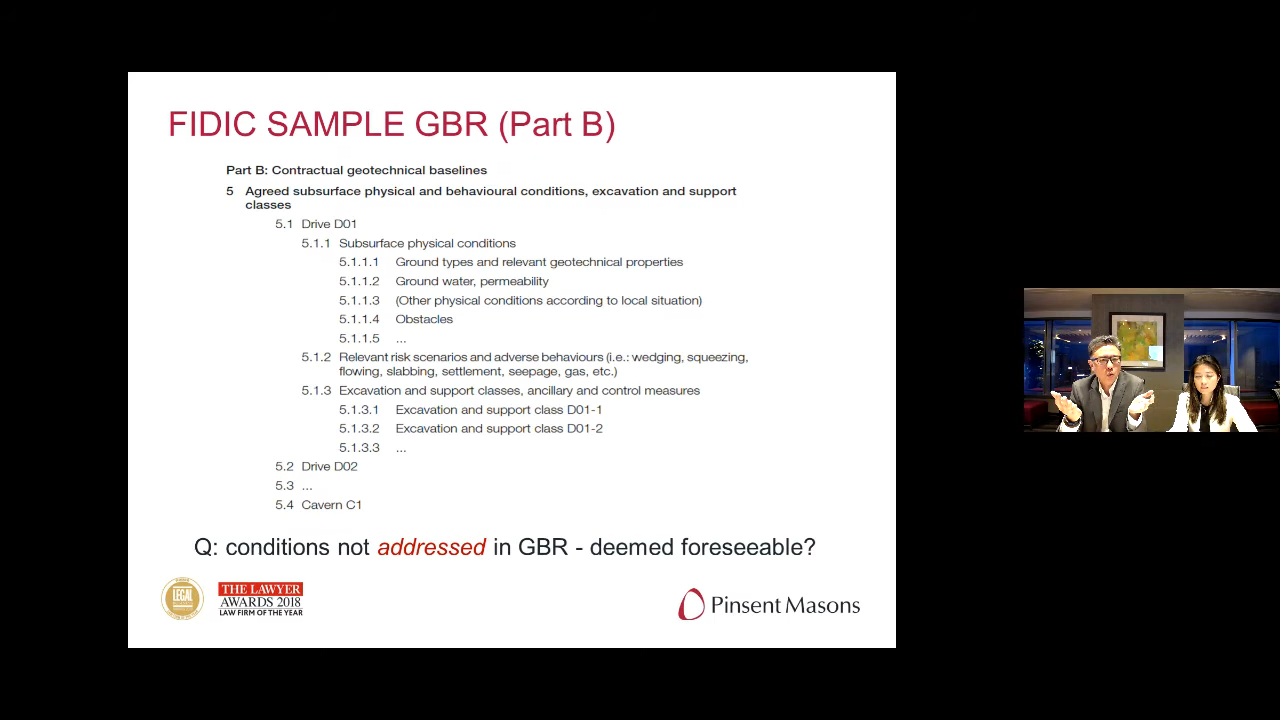 FIDIC SAMPLE GBR (Part B)
Part B: Contractual geotechnical baselines
5 Agreed subsurface physical and behavioural conditions, excavation and support
classes
5.1 Drive D01
5.1.1 Subsurface physical conditions
5.1.1.1 Ground types and relevant geotechnical properties
5.1.1.2 Ground water, permeability
5.1.1.3 (Other physical conditions according to local situation)
5.1.1.4 Obstacles
5.1.1.5 ...
5.1.2 Relevant risk scenarios and adverse behaviours (i.e.: wedging, squeezing,
flowing, slabbing, settlement, seepage, gas, etc.)
5.1.3 Excavation and support classes, ancillary and control measures
5.1.3.1 Excavation and support class D01-1
5.1.3.2 Excavation and support class D01-2
5.1.3.3 ...
5.2 Drive D02
5.3 ...
5.4 Cavern C1
Q: conditions not addressed in GBR - deemed foreseeable?
LEGAL
THE LAWYER
AWARDS 2018
LAW FIRM OF THE YEAR
Pinsent Masons